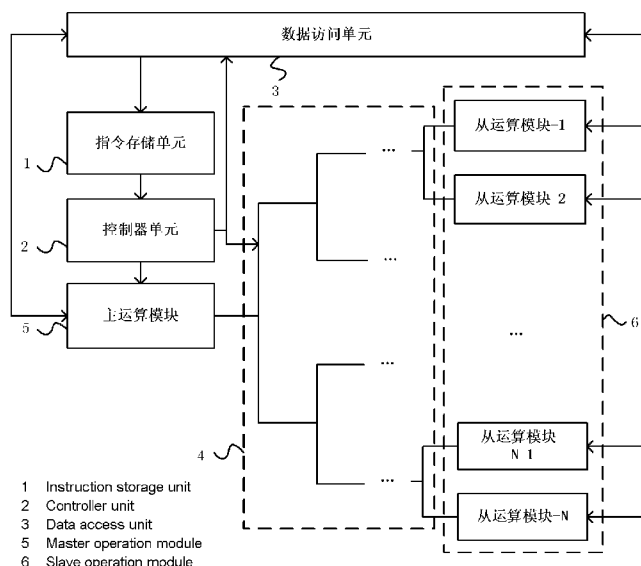 数据访问单元
3
指令存储单元
1
控制器单元
2
主运算模块
5
4
...
...
...
...
从运算模块-1
从运算模块 2
...
6
从运算模块
N 1
从运算模块-N
1 Instruction storage unit
2 Controller unit
3 Data access unit
5 Master operation module
6 Slave operation module